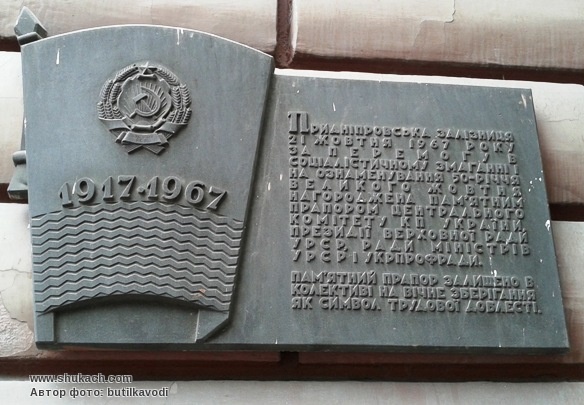 1917-1967
Придніпровська залізниця
21 жовтня 1967 року
за перемогу в
соціалістичному змаганні
на ознаменування 50-річчя
Великого Жовтня
нагороджена пам'ятним
прапором Центрального
Комітету КП України
Президії Верховної Ради
УРСР, Ради Міністрів
УРСР і Укрпрофради.
Пам'ятний прапор залишено в
колективі на вічне зберігання
як символ трудової доблесті.
www.shukach.com
Автор фото: butilkavodi